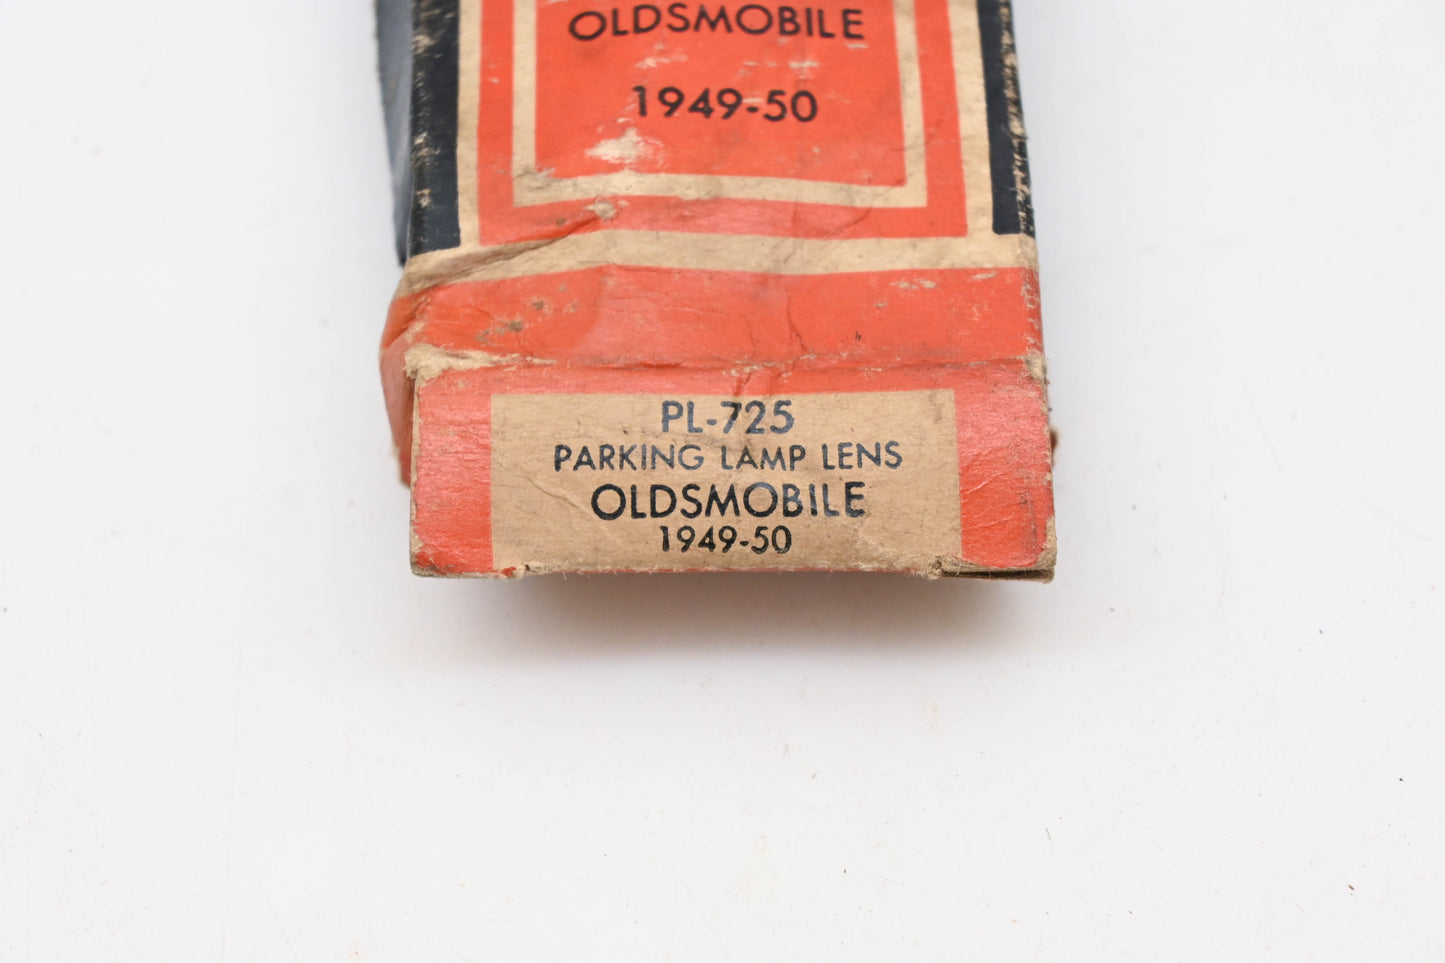 OLDSMOBILE
1949-50
PL-725
PARKING LAMP LENS
OLDSMOBILE
1949-50